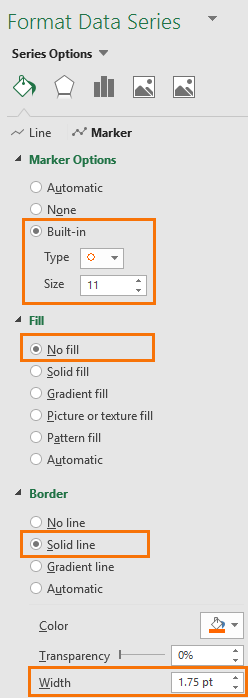 Format Data Series
Series Options
Line Marker
Marker Options
Automatic
None
Built-in
Type
Size 11
Fill
No fill
Solid fill
Gradient fill
Picture or texture fill
Pattern fill
Automatic
Border
No line
Solid line
Gradient line
Automatic
Color
Transparency 0%
Width 1.75 pt